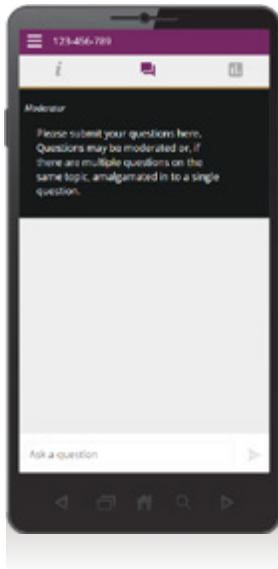 123-456-789
i
Moderator
Please submit your questions here.
Questions may be moderated or, if
there are multiple questions on the
same topic, amalgamated in to a single
question.
Ask a question